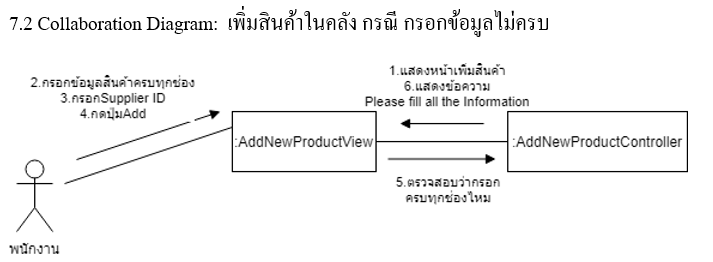 7.2 Collaboration Diagram: เพิ่มสินค้าในคลัง กรณี กรอกข้อมูลไม่ครบ
1.แสดงหน้าเพิ่มสินค้า
6.แสดงข้อความ
Please fill all the Information
2.กรอกข้อมูลสินค้าครบทุกช่อง
3.กรอกSupplier ID
4.กดปุ่มAdd
:AddNewProductView
:AddNewProductController
5.ตรวจสอบว่ากรอก
ครบทุกช่องไหม
พนักงาน